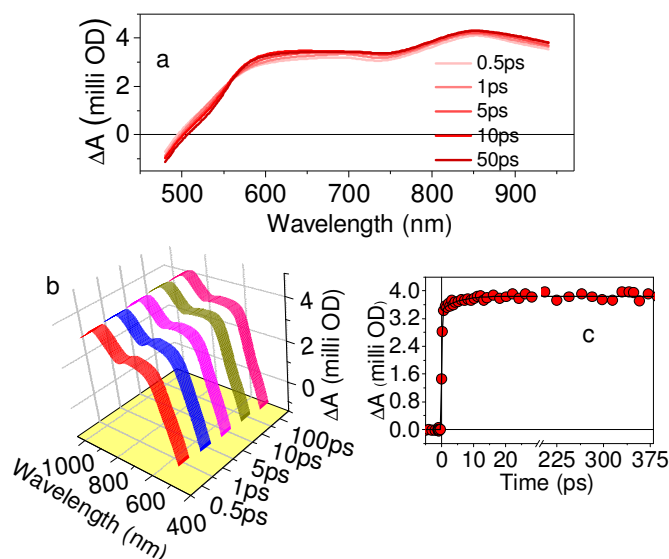 a
4
2
0
ΔA (milli OD)
0.5ps
1ps
5ps
10ps
50ps
500 600 700 800 900
Wavelength (nm)
b
4
2
0
ΔA (milli OD)
100ps
10ps
5ps
1ps
0.5ps
1000
800
600
400
Wavelength (nm)
c
4.0
3.2
2.4
1.6
0.8
0.0
ΔA (milli OD)
0 10 20 225 300 375
Time (ps)